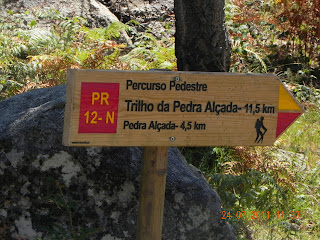 Percurso Pedestre
PR
12-N
Trilho da Pedra Alçada- 11,5 km
Pedra Alçada- 4,5 km